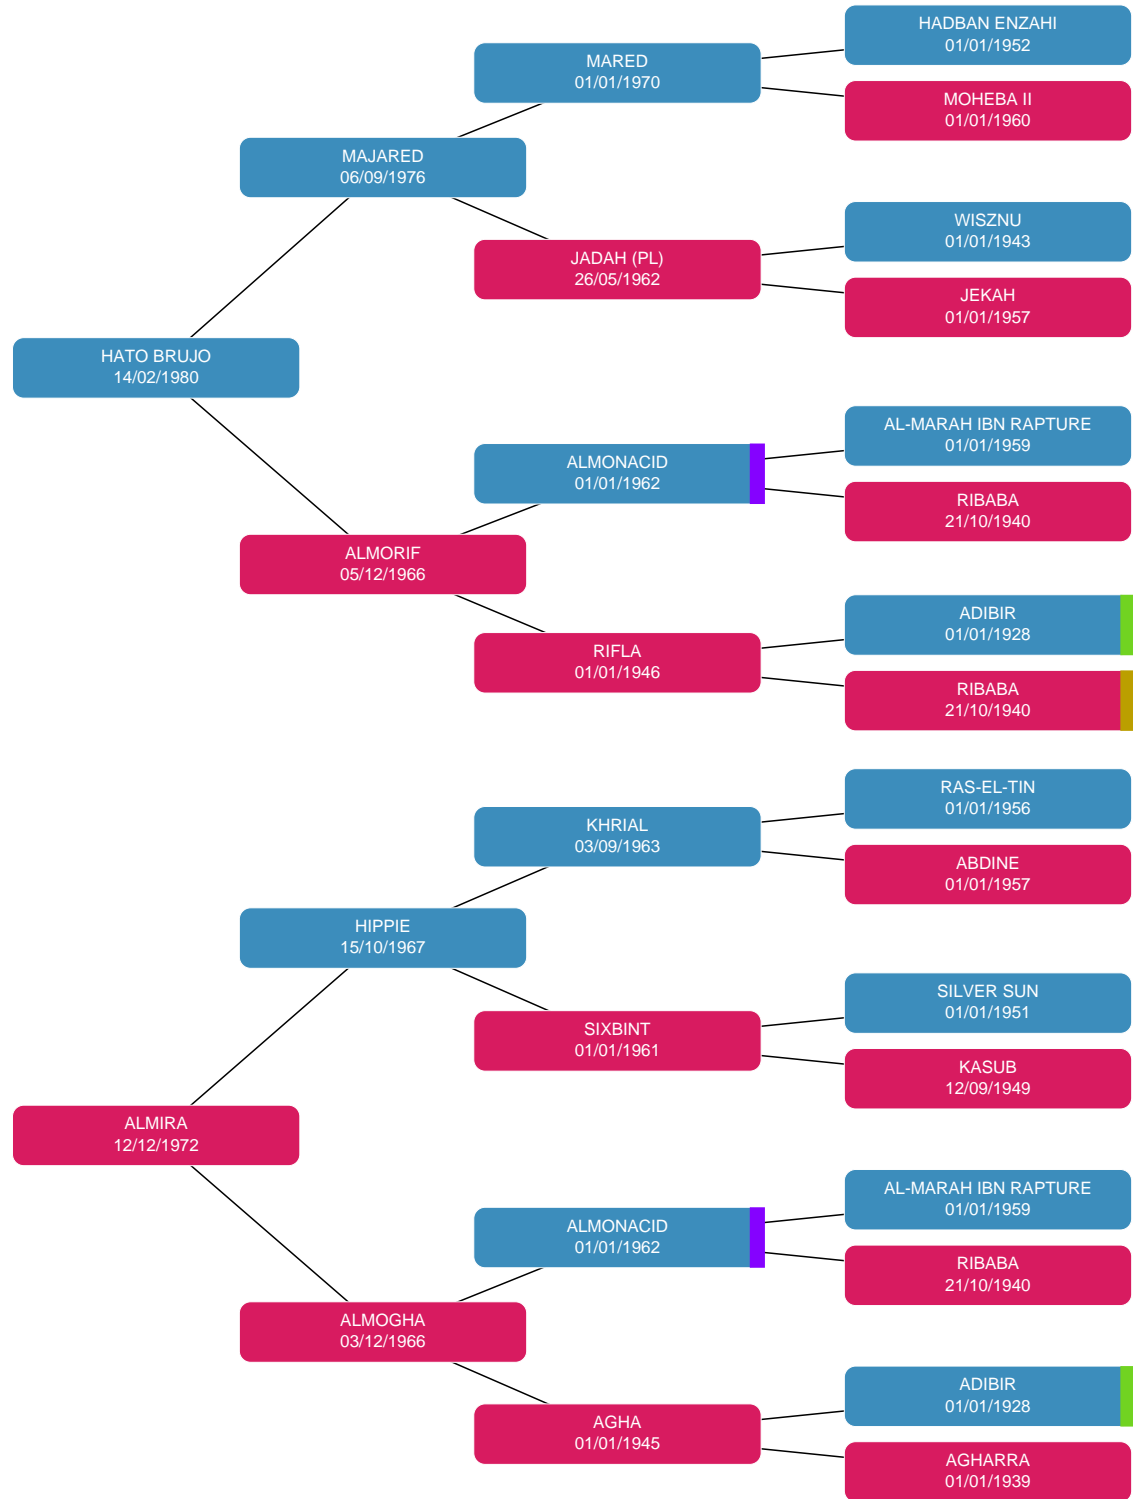 HADBAN ENZAHI
01/01/1952
MARED
01/01/1970
MOHEBA II
01/01/1960
MAJARED
06/09/1976
WISZNU
01/01/1943
JADAH (PL)
26/05/1962
JEKAH
01/01/1957
HATO BRUJO
14/02/1980
AL-MARAH IBN RAPTURE
01/01/1959
ALMONACID
01/01/1962
RIBABA
21/10/1940
ALMORIF
05/12/1966
ADIBIR
01/01/1928
RIFLA
01/01/1946
RIBABA
21/10/1940
RAS-EL-TIN
01/01/1956
KHRIAL
03/09/1963
ABDINE
01/01/1957
HIPPIE
15/10/1967
SILVER SUN
01/01/1951
SIXBINT
01/01/1961
KASUB
12/09/1949
ALMIRA
12/12/1972
AL-MARAH IBN RAPTURE
01/01/1959
ALMONACID
01/01/1962
RIBABA
21/10/1940
ALMOGHA
03/12/1966
ADIBIR
01/01/1928
AGHA
01/01/1945
AGHARRA
01/01/1939